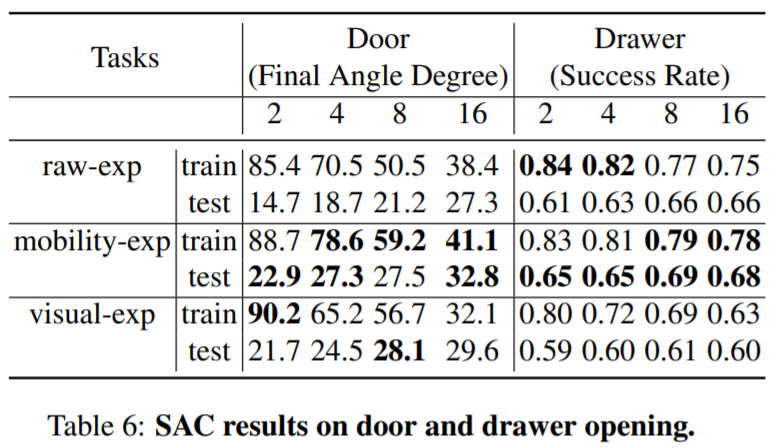 Tasks Door Drawer
(Final Angle Degree) (Success Rate)
2 4 8 16 2 4 8 16
raw-exp train 85.4 70.5 50.5 38.4 0.84 0.82 0.77 0.75
test 14.7 18.7 21.2 27.3 0.61 0.63 0.66 0.66
mobility-exp train 88.7 78.6 59.2 41.1 0.83 0.81 0.79 0.78
test 22.9 27.3 27.5 32.8 0.65 0.65 0.69 0.68
visual-exp train 90.2 65.2 56.7 32.1 0.80 0.72 0.69 0.63
test 21.7 24.5 28.1 29.6 0.59 0.60 0.61 0.60
Table 6: SAC results on door and drawer opening.